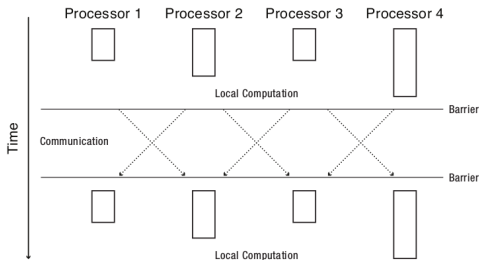 Processor 1 Processor 2 Processor 3 Processor 4
Local Computation
Barrier
Time
Communication
Barrier
Local Computation